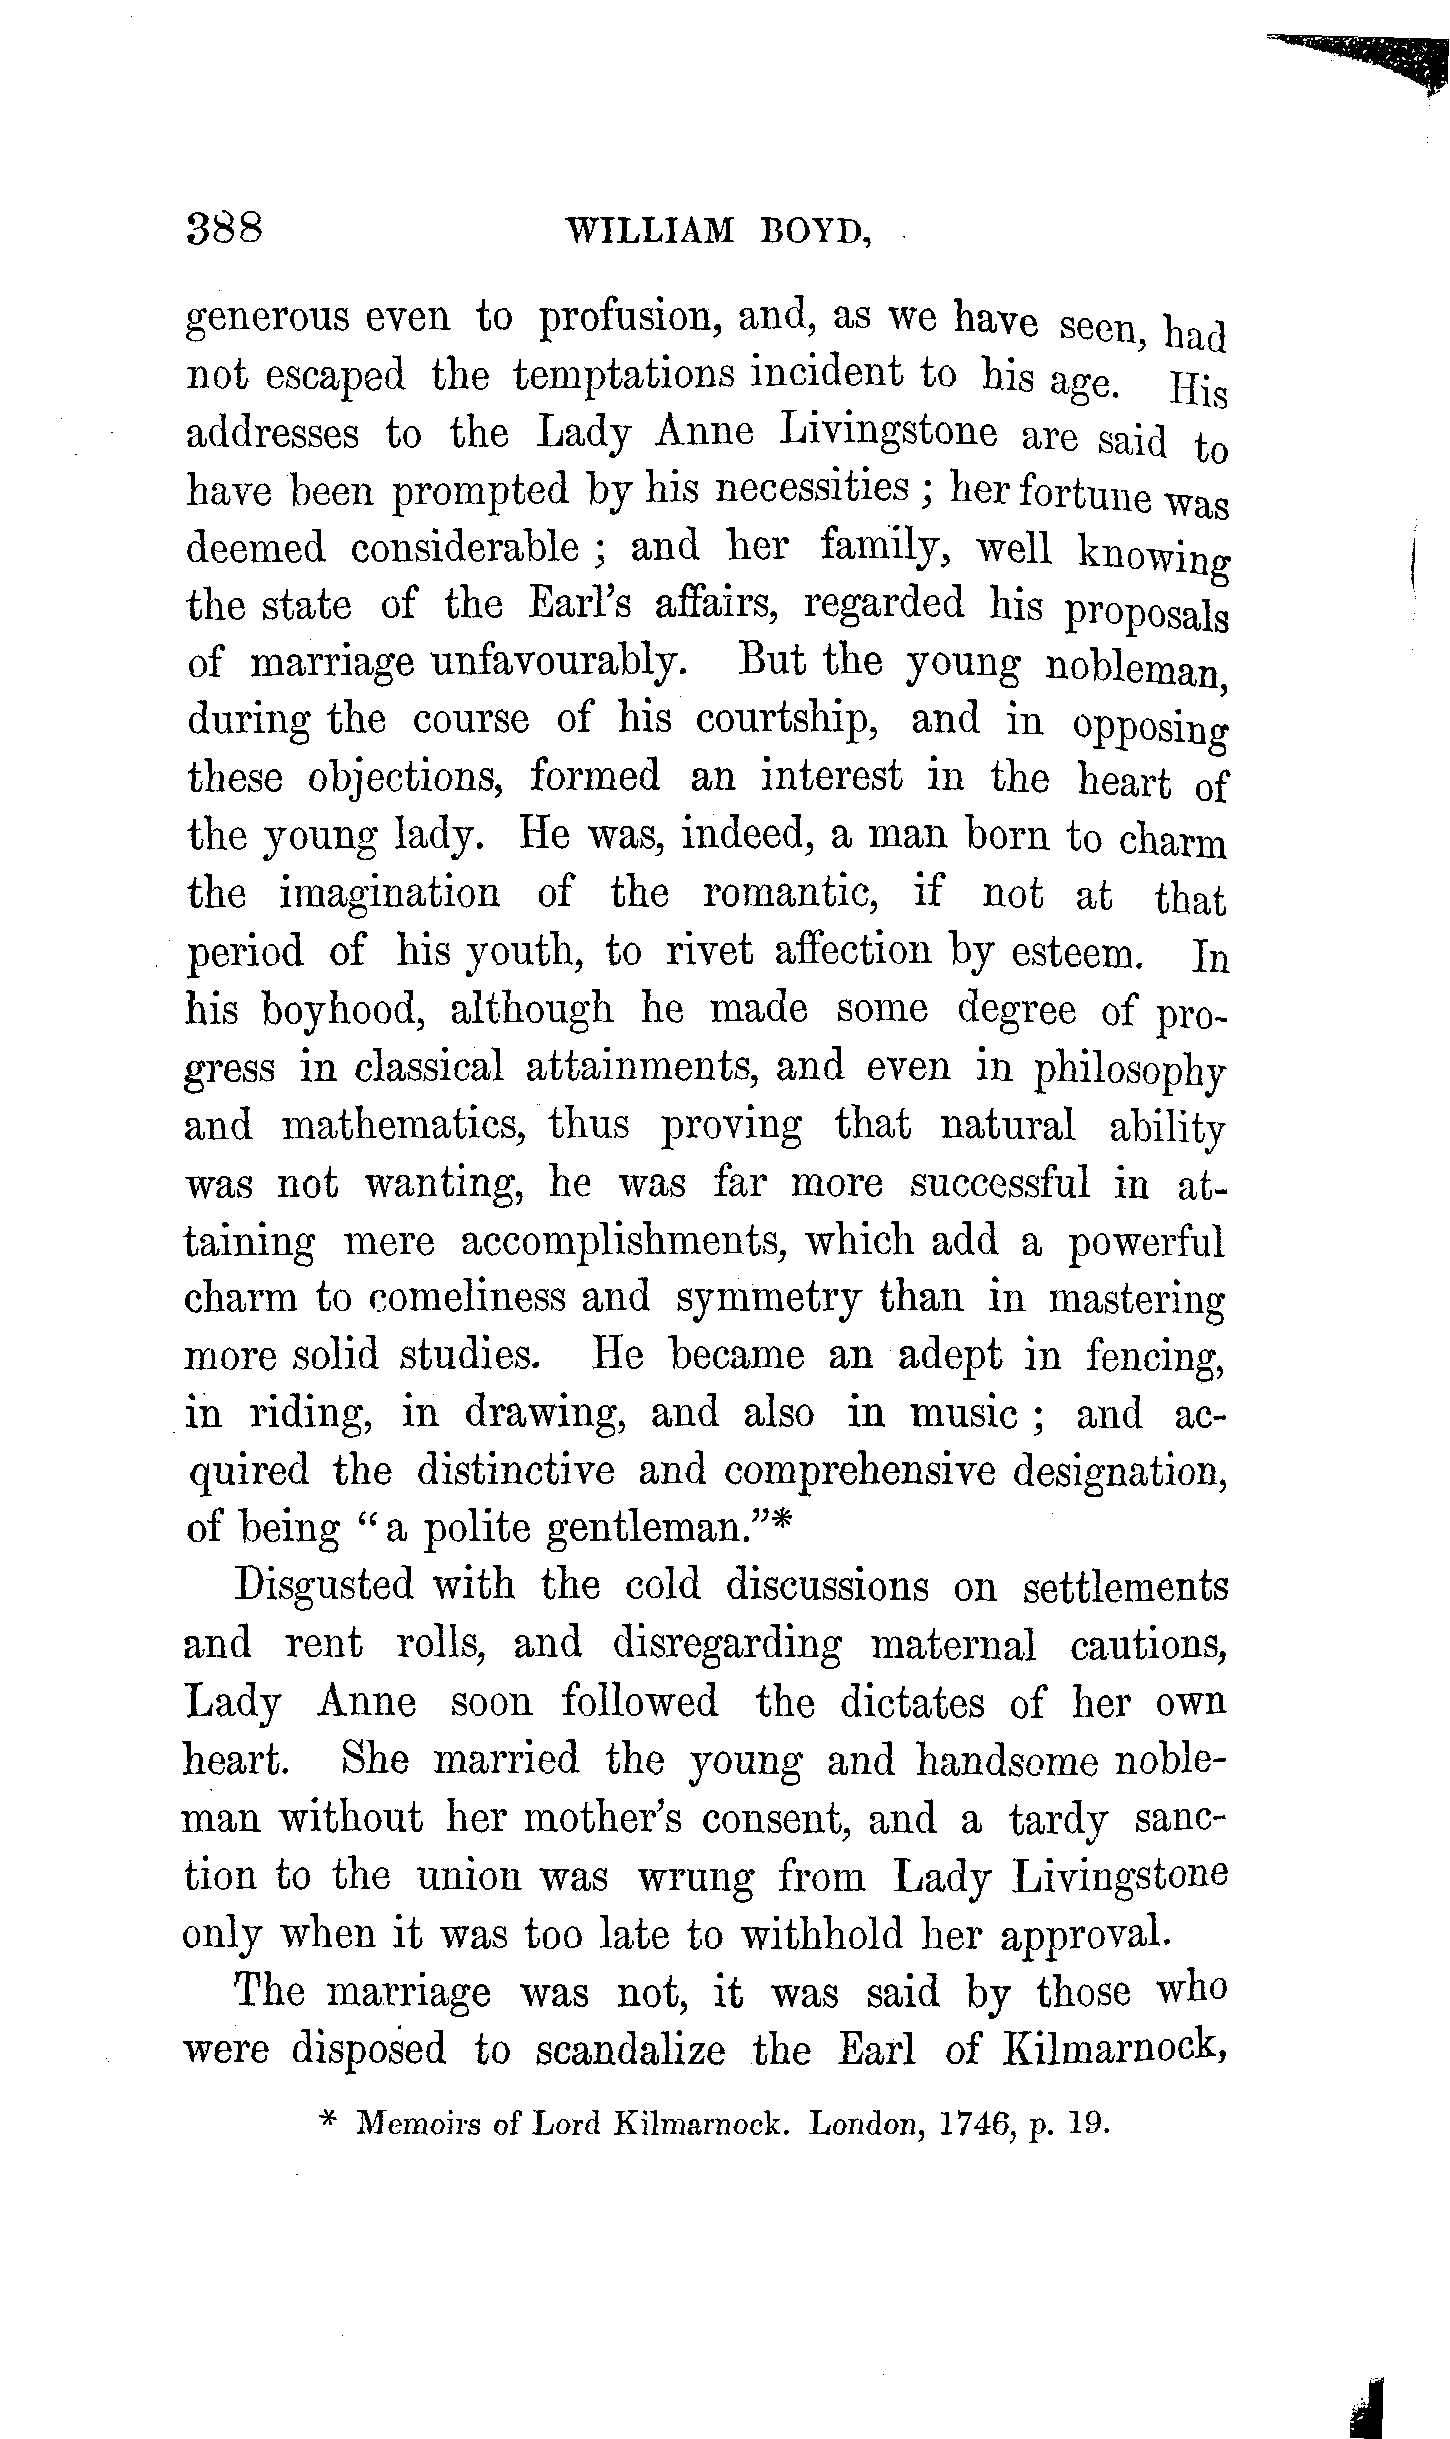 388 WILLIAM BOYD,
generous even to profusion, and, as we have seen, had
not escaped the temptations incident to his age. His
addresses to the Lady Anne Livingstone are said to
have been prompted by his necessities ; her fortune was
deemed considerable ; and her family, well knowing
the state of the Earl's affairs, regarded his proposals
of marriage unfavourably. But the young nobleman,
during the course of his courtship, and in opposing
these objections, formed an interest in the heart of
the young lady. He was, indeed, a man born to charm
the imagination of the romantic, if not at that
period of his youth, to rivet affection by esteem. In
his boyhood, although he made some degree of pro-
gress in classical attainments, and even in philosophy
and mathematics, thus proving that natural ability
was not wanting, he was far more successful in at-
taining mere accomplishments, which add a powerful
charm to comeliness and symmetry than in mastering
more solid studies. He became an adept in fencing,
in riding, in drawing, and also in music ; and ac-
quired the distinctive and comprehensive designation,
of being “ a polite gentleman.”*
Disgusted with the cold discussions on settlements
and rent rolls, and disregarding maternal cautions,
Lady Anne soon followed the dictates of her own
heart. She married the young and handsome noble-
man without her mother's consent, and a tardy sanc-
tion to the union was wrung from Lady Livingstone
only when it was too late to withhold her approval.
The marriage was not, it was said by those who
were disposed to scandalize the Earl of Kilmarnock,
* Memoirs of Lord Kilmarnock. London, 1746, p. 19.